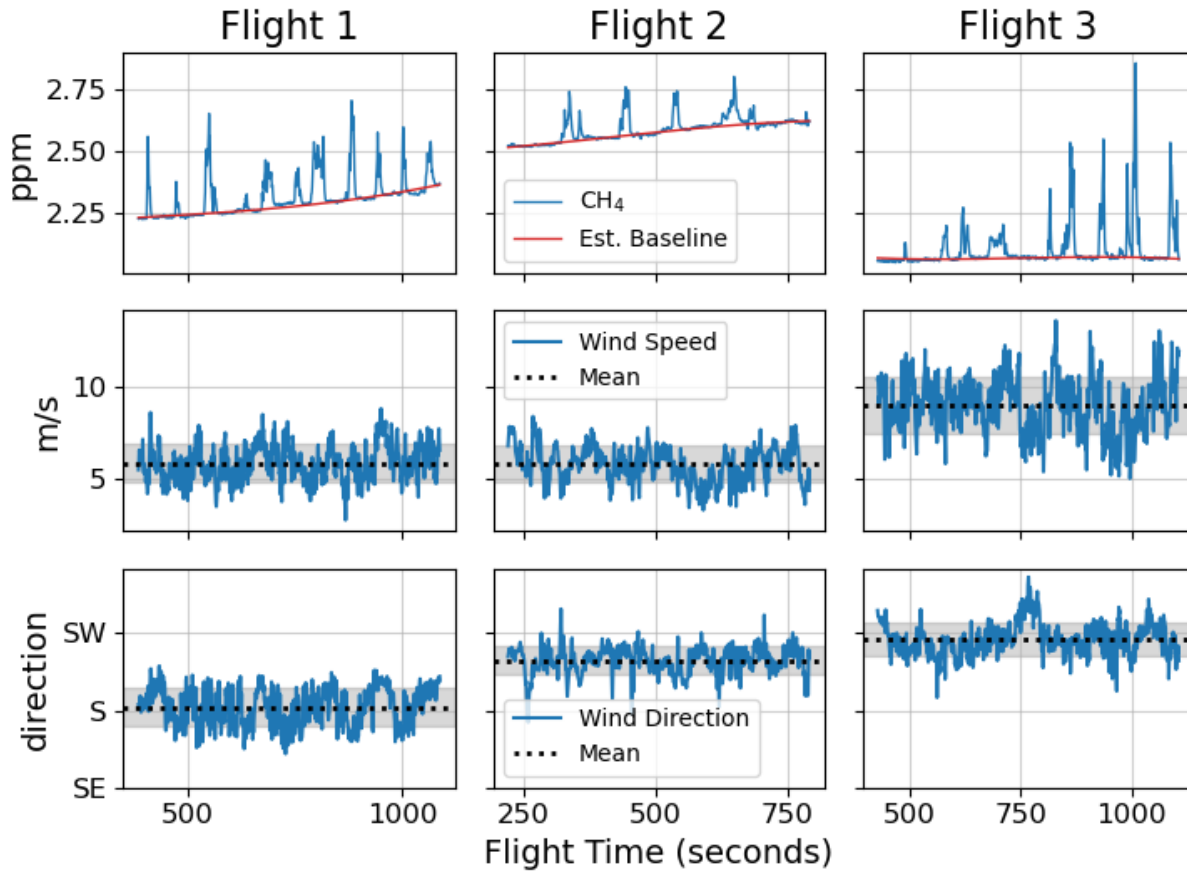 Flight 1 Flight 2 Flight 3
ppm
2.75
2.50
2.25
CH₄
Est. Baseline
m/s
10
5
Wind Speed
Mean
direction
SW
S
SE
Wind Direction
Mean
500 1000 250 500 750 500 750 1000
Flight Time (seconds)